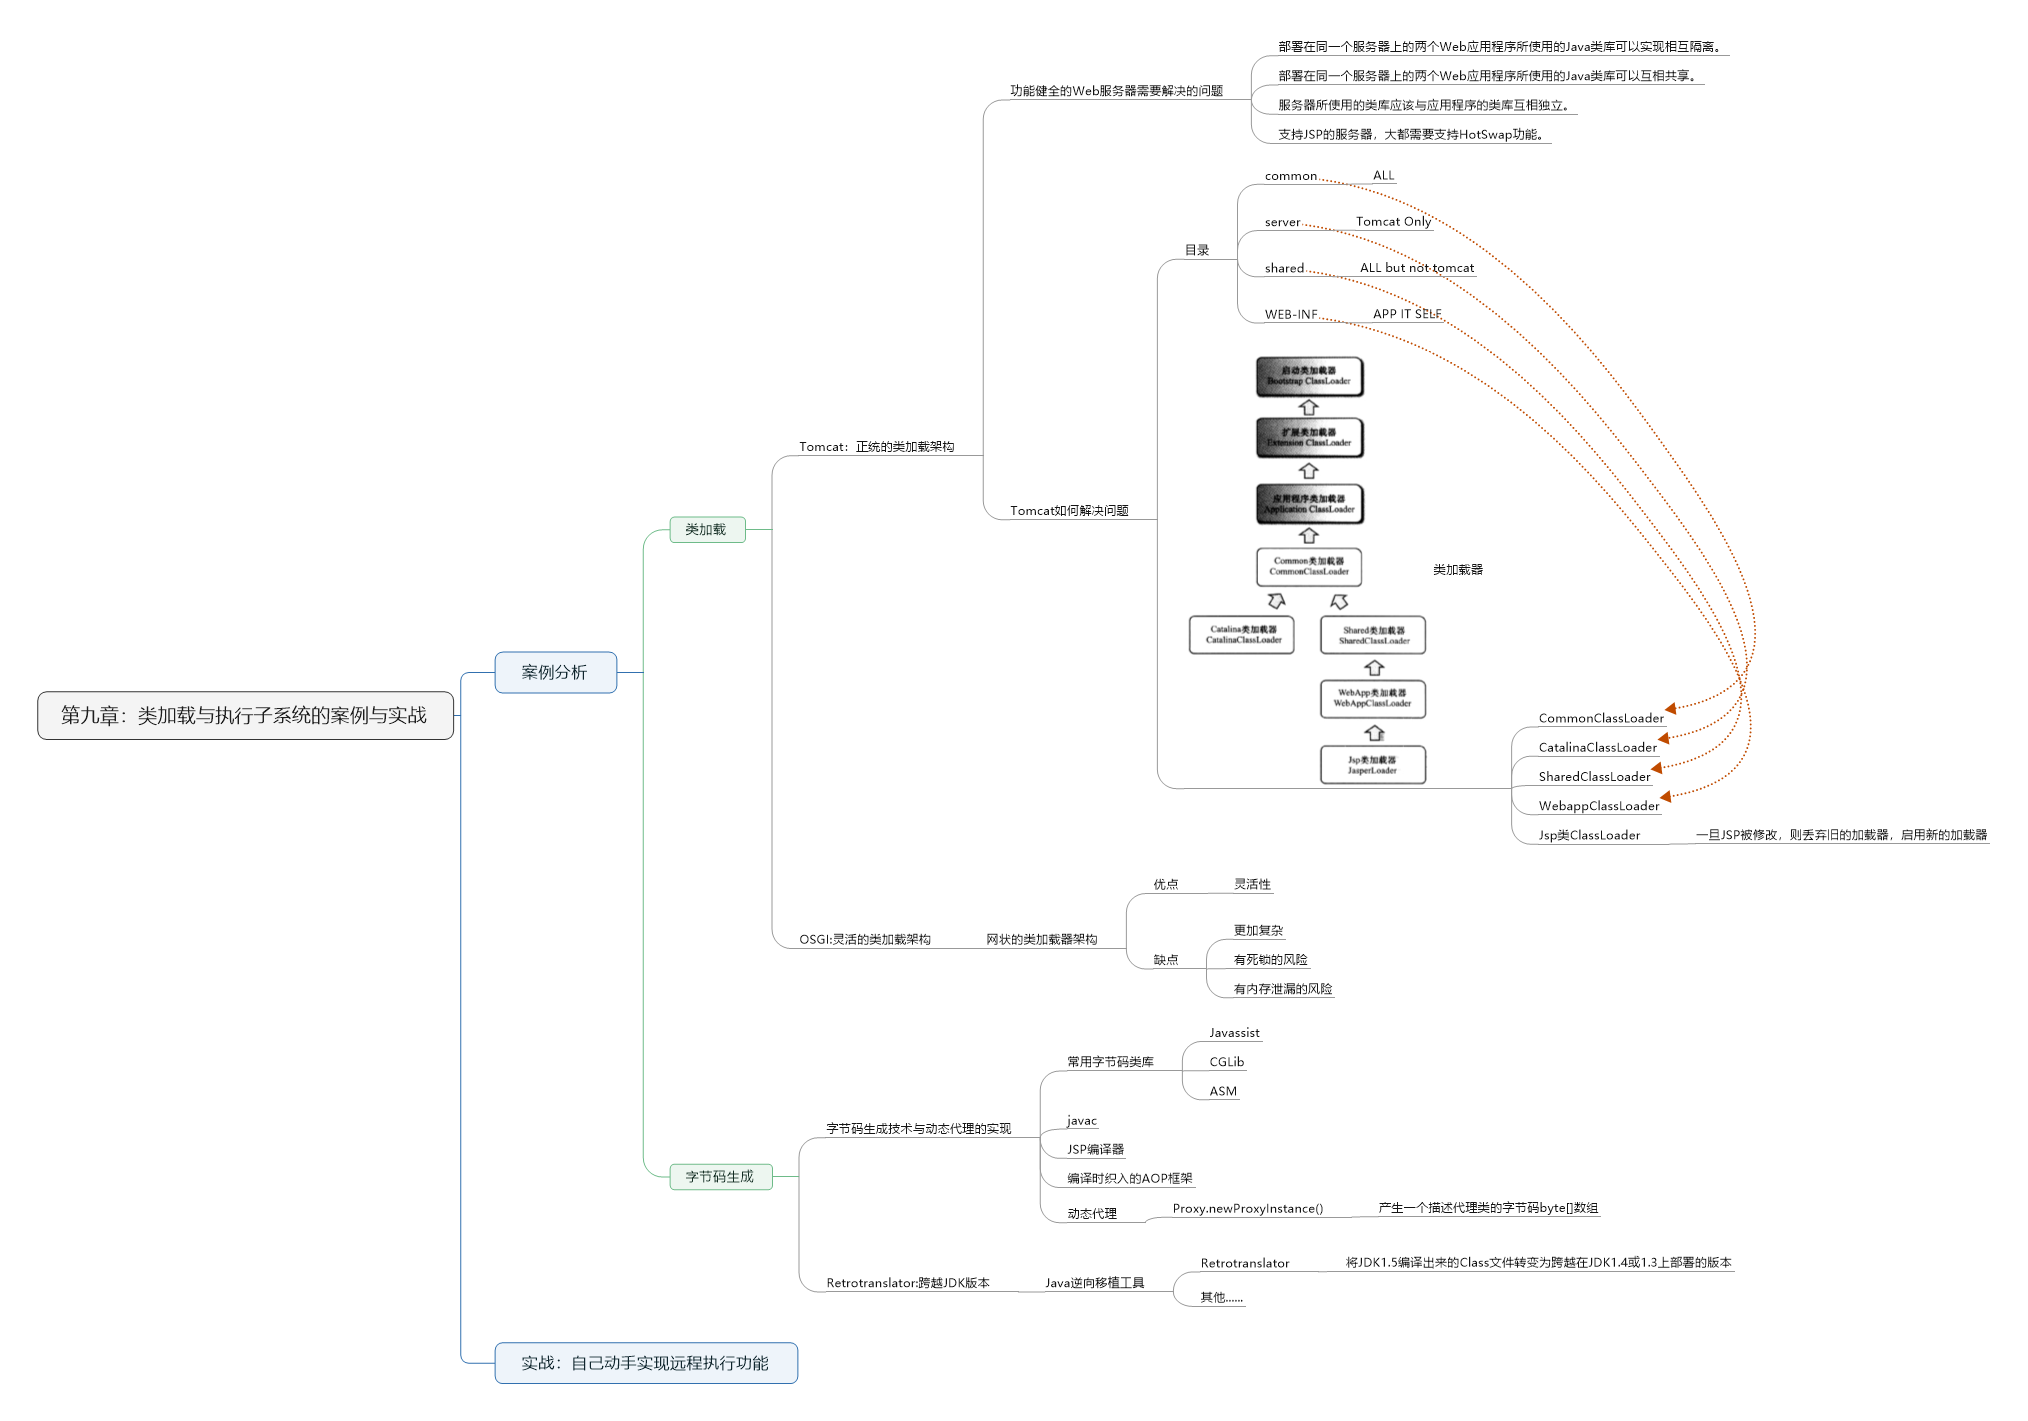 第九章：类加载与执行子系统的案例与实战
案例分析
类加载
Tomcat：正统的类加载架构
功能健全的Web服务器需要解决的问题
部署在同一个服务器上的两个Web应用程序所使用的Java类库可以实现相互隔离。
部署在同一个服务器上的两个Web应用程序所使用的Java类库可以互相共享。
服务器所使用的类库应该与应用程序的类库互相独立。
支持JSP的服务器，大都需要支持HotSwap功能。
Tomcat如何解决问题
目录
common
ALL
server
Tomcat Only
shared
ALL but not tomcat
WEB-INF
APP IT SELF
启动类加载器
Bootstrap ClassLoader
扩展类加载器
Extension ClassLoader
应用程序类加载器
Application ClassLoader
Common类加载器
CommonClassLoader
Catalina类加载器
CatalinaClassLoader
Shared类加载器
SharedClassLoader
WebApp类加载器
WebAppClassLoader
Jsp类加载器
JasperLoader
类加载器
CommonClassLoader
CatalinaClassLoader
SharedClassLoader
WebappClassLoader
Jsp类ClassLoader
一旦JSP被修改，则丢弃旧的加载器，启用新的加载器
OSGI:灵活的类加载架构
网状的类加载器架构
优点
灵活性
缺点
更加复杂
有死锁的风险
有内存泄漏的风险
字节码生成
字节码生成技术与动态代理的实现
常用字节码类库
Javassist
CGLib
ASM
javac
JSP编译器
编译时织入的AOP框架
动态代理
Proxy.newProxyInstance()
产生一个描述代理类的字节码byte[]数组
Retrotranslator:跨越JDK版本
Java逆向移植工具
Retrotranslator
将JDK1.5编译出来的Class文件转变为跨越在JDK1.4或1.3上部署的版本
其他......
实战：自己动手实现远程执行功能